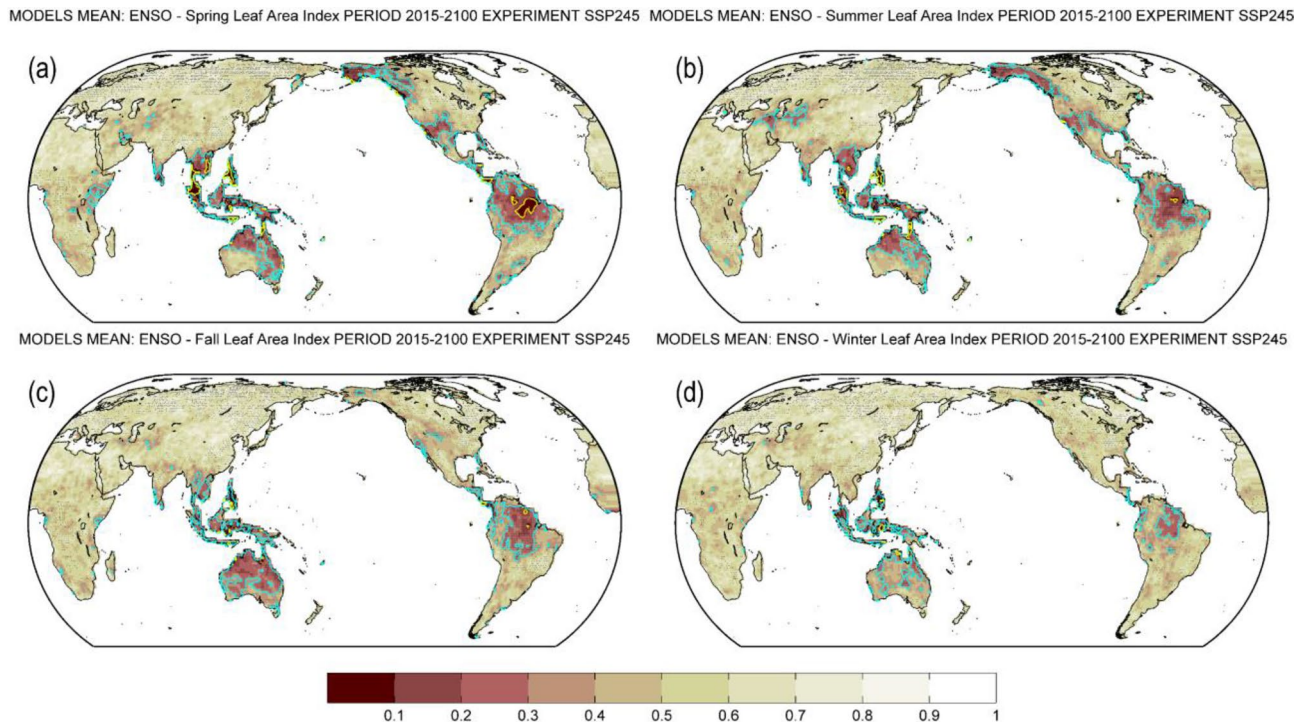 MODELS MEAN: ENSO - Spring Leaf Area Index PERIOD 2015-2100 EXPERIMENT SSP245
MODELS MEAN: ENSO - Summer Leaf Area Index PERIOD 2015-2100 EXPERIMENT SSP245
(a)
(b)
MODELS MEAN: ENSO - Fall Leaf Area Index PERIOD 2015-2100 EXPERIMENT SSP245
MODELS MEAN: ENSO - Winter Leaf Area Index PERIOD 2015-2100 EXPERIMENT SSP245
(c)
(d)
0.1 0.2 0.3 0.4 0.5 0.6 0.7 0.8 0.9 1